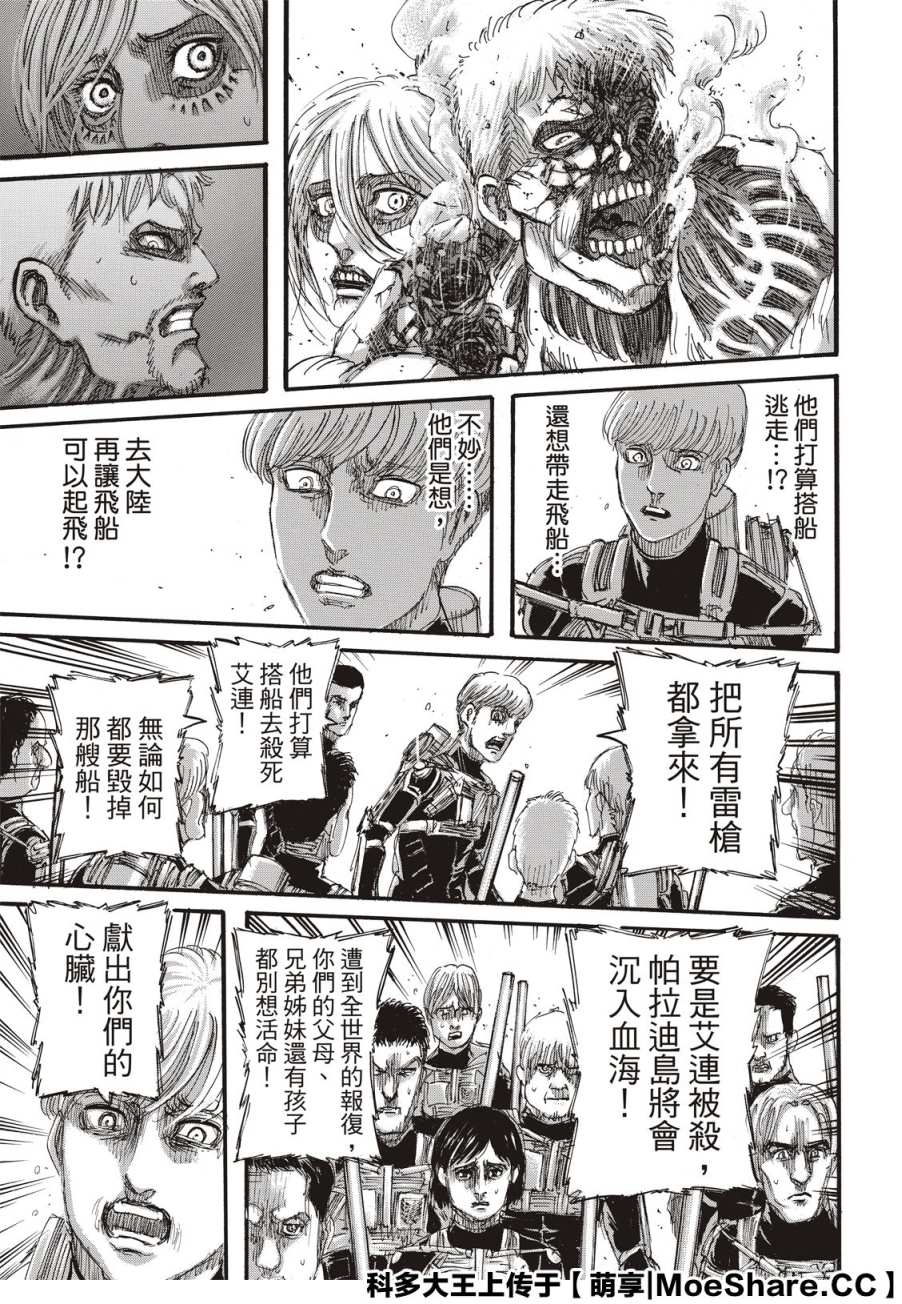 他們打算搭船
逃走…!?
還想帶走飛船…
不妙……
他們是想，
去大陸
再讓飛船
可以起飛!?
把所有雷槍
都拿來！
他們打算
搭船去殺死
艾連！
無論如何
都要毀掉
那艘船！
要是艾連被殺，
帕拉迪島將會
沉入血海！
遭到全世界的報復，
你們的父母、
兄弟姊妹還有孩子
都別想活命！
獻出你們的
心臟！
科多大王上传于【萌享|MoeShare.CC】